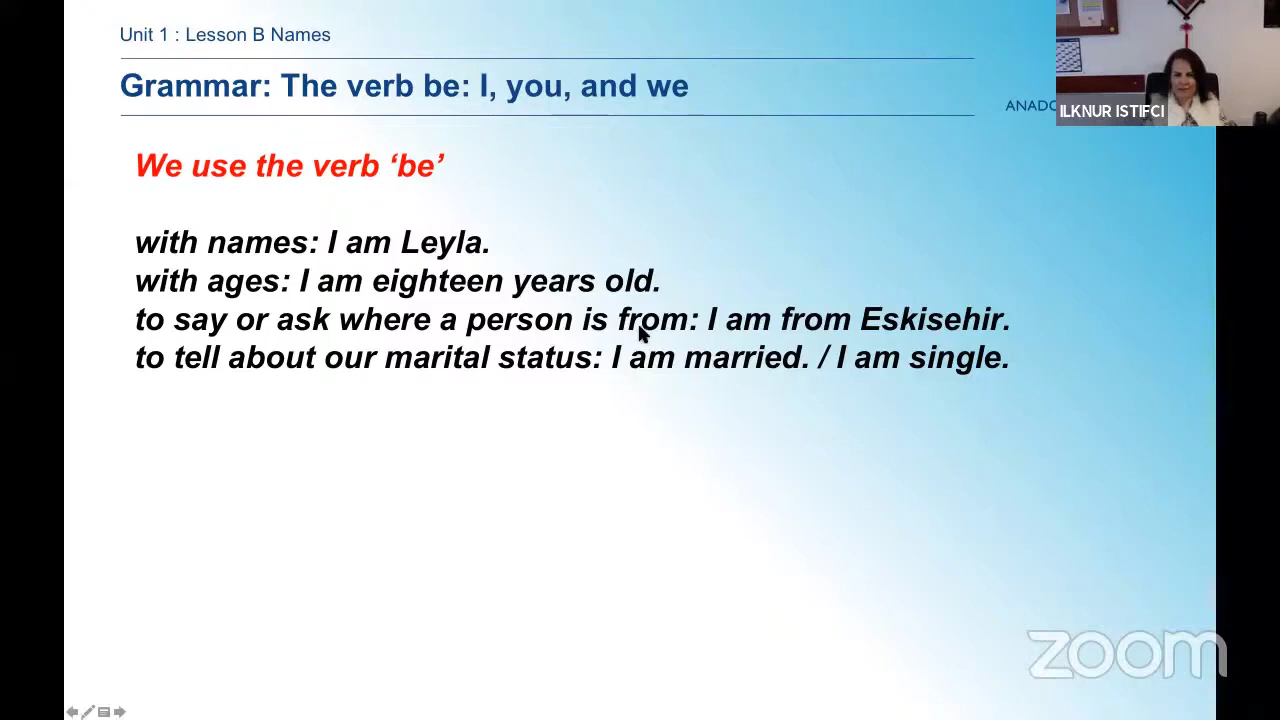 Unit 1 : Lesson B Names
Grammar: The verb be: I, you, and we
ANADO
ILKNUR ISTIFCI
We use the verb ‘be’
with names: I am Leyla.
with ages: I am eighteen years old.
to say or ask where a person is from: I am from Eskisehir.
to tell about our marital status: I am married. / I am single.
zoom